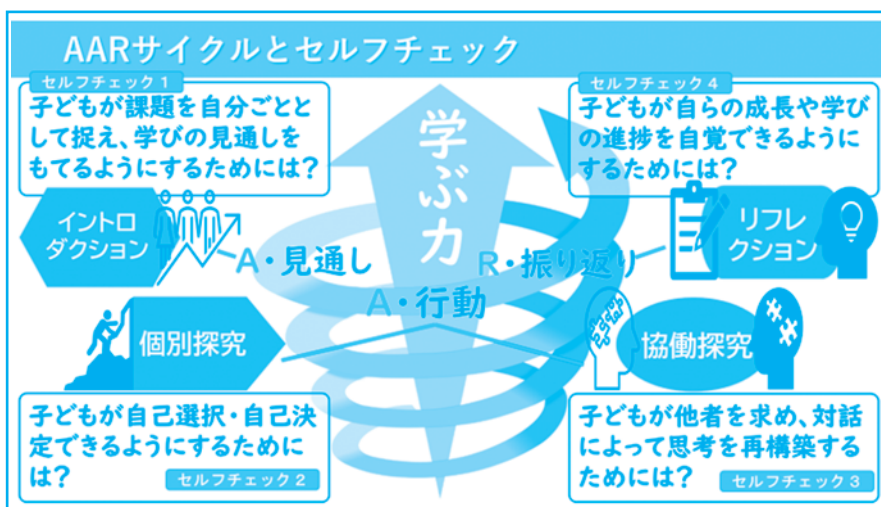 AARサイクルとセルフチェック
セルフチェック1
子どもが課題を自分ごとと
して捉え、学びの見通しを
もてるようにするためには?
イントロ
ダクション
A・見通し
個別探究
子どもが自己選択・自己決
定できるようにするために
は?
セルフチェック2
学ぶ力
A・行動
セルフチェック4
子どもが自らの成長や学び
の進捗を自覚できるように
するためには?
R・振り返り
リフレ
クション
協働探究
子どもが他者を求め、対話
によって思考を再構築する
ためには?
セルフチェック3